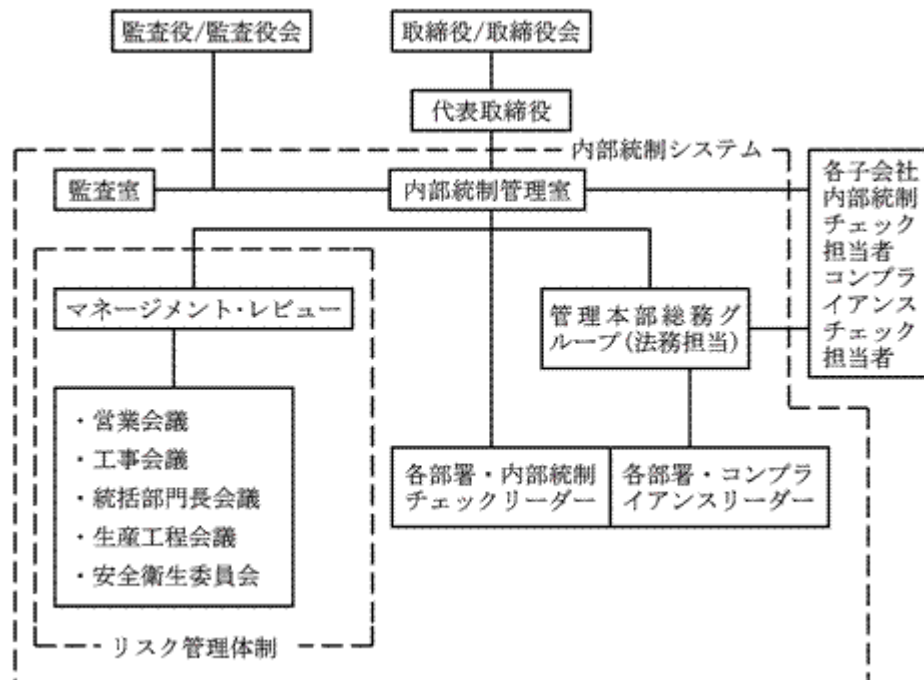 監査役/監査役会
取締役/取締役会
代表取締役
内部統制システム
監査室
内部統制管理室
各子会社
内部統制
チェック
担当者
コンプラ
イアンス
チェック
担当者
マネージメント・レビュー
管理本部総務グ
ループ(法務担当)
・営業会議
・工事会議
・統括部門長会議
・生産工程会議
・安全衛生委員会
各部署・内部統制
チェックリーダー
各部署・コンプラ
イアンスリーダー
リスク管理体制